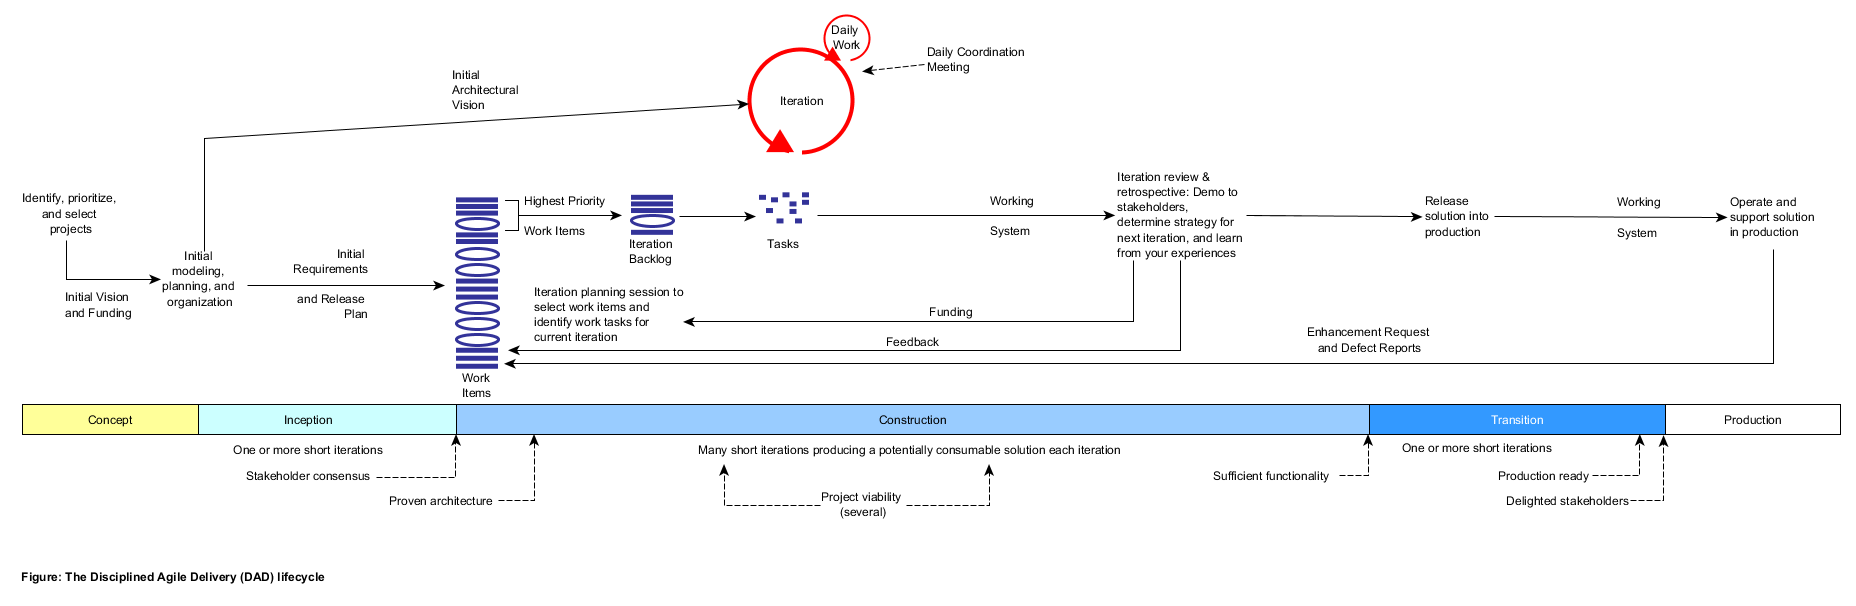 Daily
Work
Daily Coordination
Meeting
Initial
Architectural
Vision
Iteration
Identify, prioritize,
and select
projects
Initial Vision
and Funding
Initial
modeling,
planning, and
organization
Initial
Requirements
and Release
Plan
Highest Priority
Work Items
Iteration
Backlog
Tasks
Working
System
Iteration review &
retrospective: Demo to
stakeholders,
determine strategy for
next iteration, and learn
from your experiences
Release
solution into
production
Working
System
Operate and
support solution
in production
Iteration planning session to
select work items and
identify work tasks for
current iteration
Funding
Feedback
Enhancement Request
and Defect Reports
Work
Items
Concept
Inception
Construction
Transition
Production
One or more short iterations
Many short iterations producing a potentially consumable solution each iteration
One or more short iterations
Stakeholder consensus
Sufficient functionality
Production ready
Proven architecture
Project viability
(several)
Delighted stakeholders
Figure: The Disciplined Agile Delivery (DAD) lifecycle